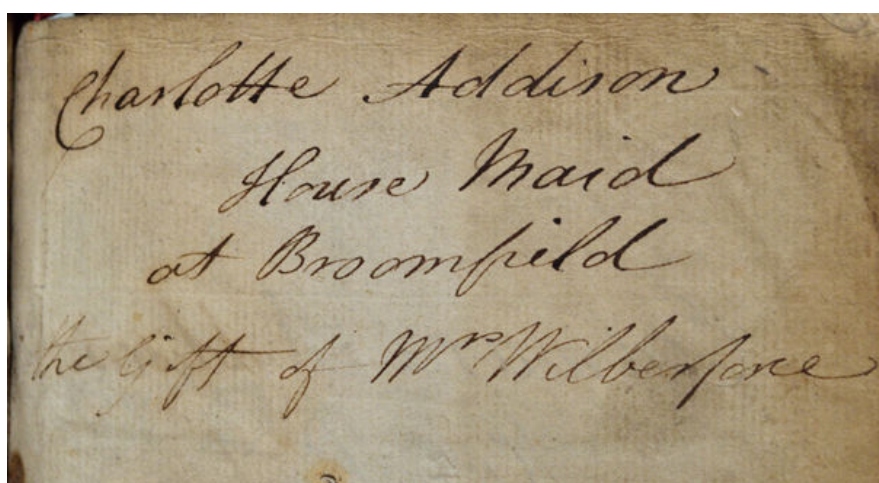 Charlotte Addison
House Maid
at Broomfield
the Gift of Mrs Wilberforce